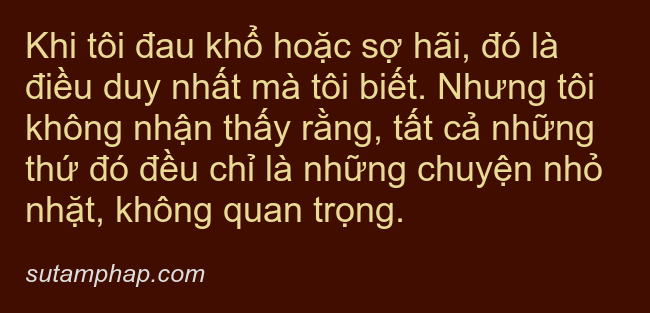 Khi tôi đau khổ hoặc sợ hãi, đó là
điều duy nhất mà tôi biết. Nhưng tôi
không nhận thấy rằng, tất cả những
thứ đó đều chỉ là những chuyện nhỏ
nhặt, không quan trọng.
sutamphap.com